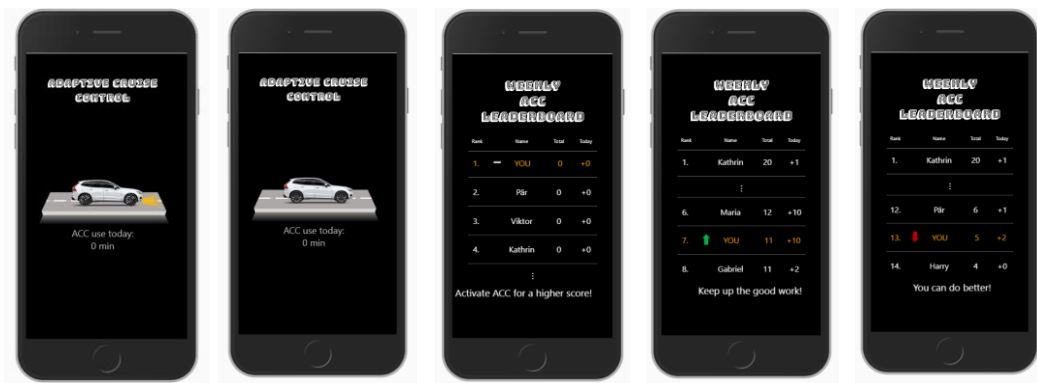 ADAPTIVE CRUISE
CONTROL
ACC use today:
0 min
ADAPTIVE CRUISE
CONTROL
ACC use today:
0 min
WEEKLY
ACC
LEADERBOARD
Rank Name Total Today
1. – YOU 0 +0
2. Pär 0 +0
3. Viktor 0 +0
4. Kathrin 0 +0
⋮
Activate ACC for a higher score!
WEEKLY
ACC
LEADERBOARD
Rank Name Total Today
1. Kathrin 20 +1
⋮
6. Maria 12 +10
7. YOU 11 +10
8. Gabriel 11 +2
Keep up the good work!
WEEKLY
ACC
LEADERBOARD
Rank Name Total Today
1. Kathrin 20 +1
⋮
12. Pär 6 +1
13. YOU 5 +2
14. Harry 4 +0
You can do better!